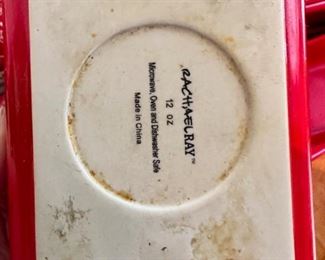 RACHAEL RAY™
12 OZ
Microwave, Oven and Dishwasher Safe
Made in China